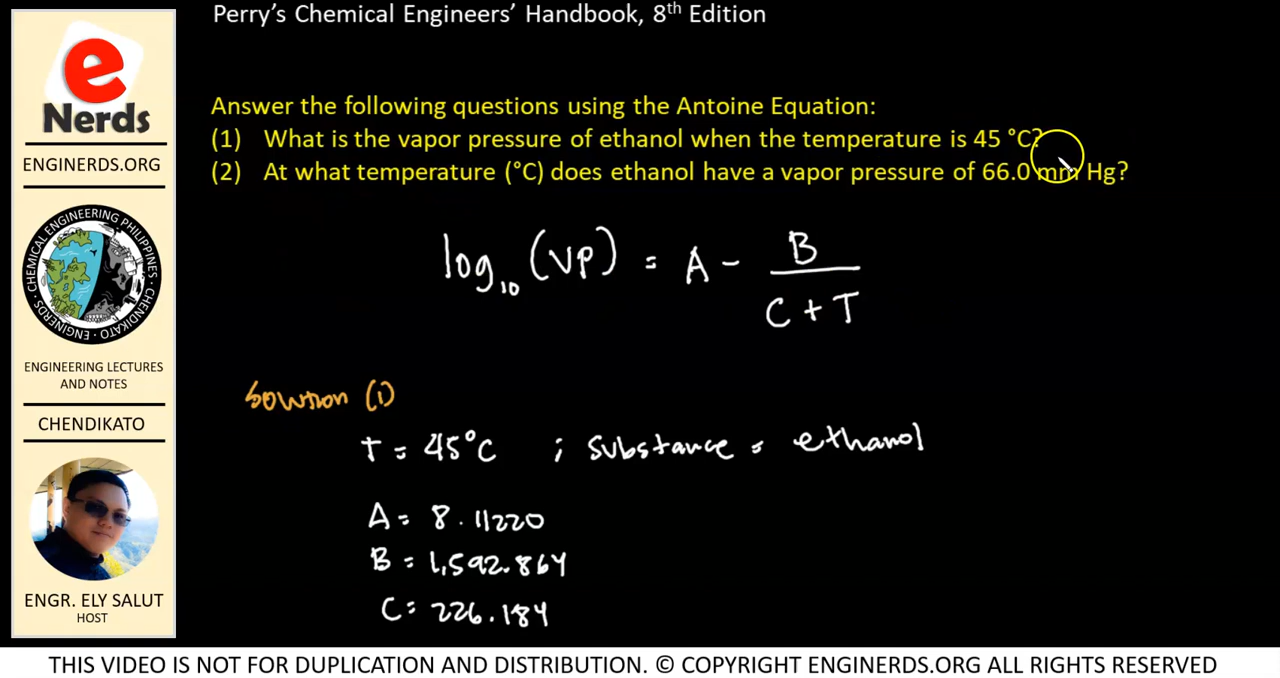 Perry's Chemical Engineers' Handbook, 8th Edition
e
Nerds
ENGINERDS.ORG
CHEMICAL ENGINEERING PHILIPPINES · CHENDIKATO · ENGINERDS ·
ENGINEERING LECTURES
AND NOTES
CHENDIKATO
ENGR. ELY SALUT
HOST
Answer the following questions using the Antoine Equation:
(1) What is the vapor pressure of ethanol when the temperature is 45 °C?
(2) At what temperature (°C) does ethanol have a vapor pressure of 66.0 mm Hg?
log₁₀ (VP) = A - B / (C + T)
Solution (1)
T = 45°C ; substance = ethanol
A = 8.11220
B = 1,592.864
C = 226.184
THIS VIDEO IS NOT FOR DUPLICATION AND DISTRIBUTION. © COPYRIGHT ENGINERDS.ORG ALL RIGHTS RESERVED